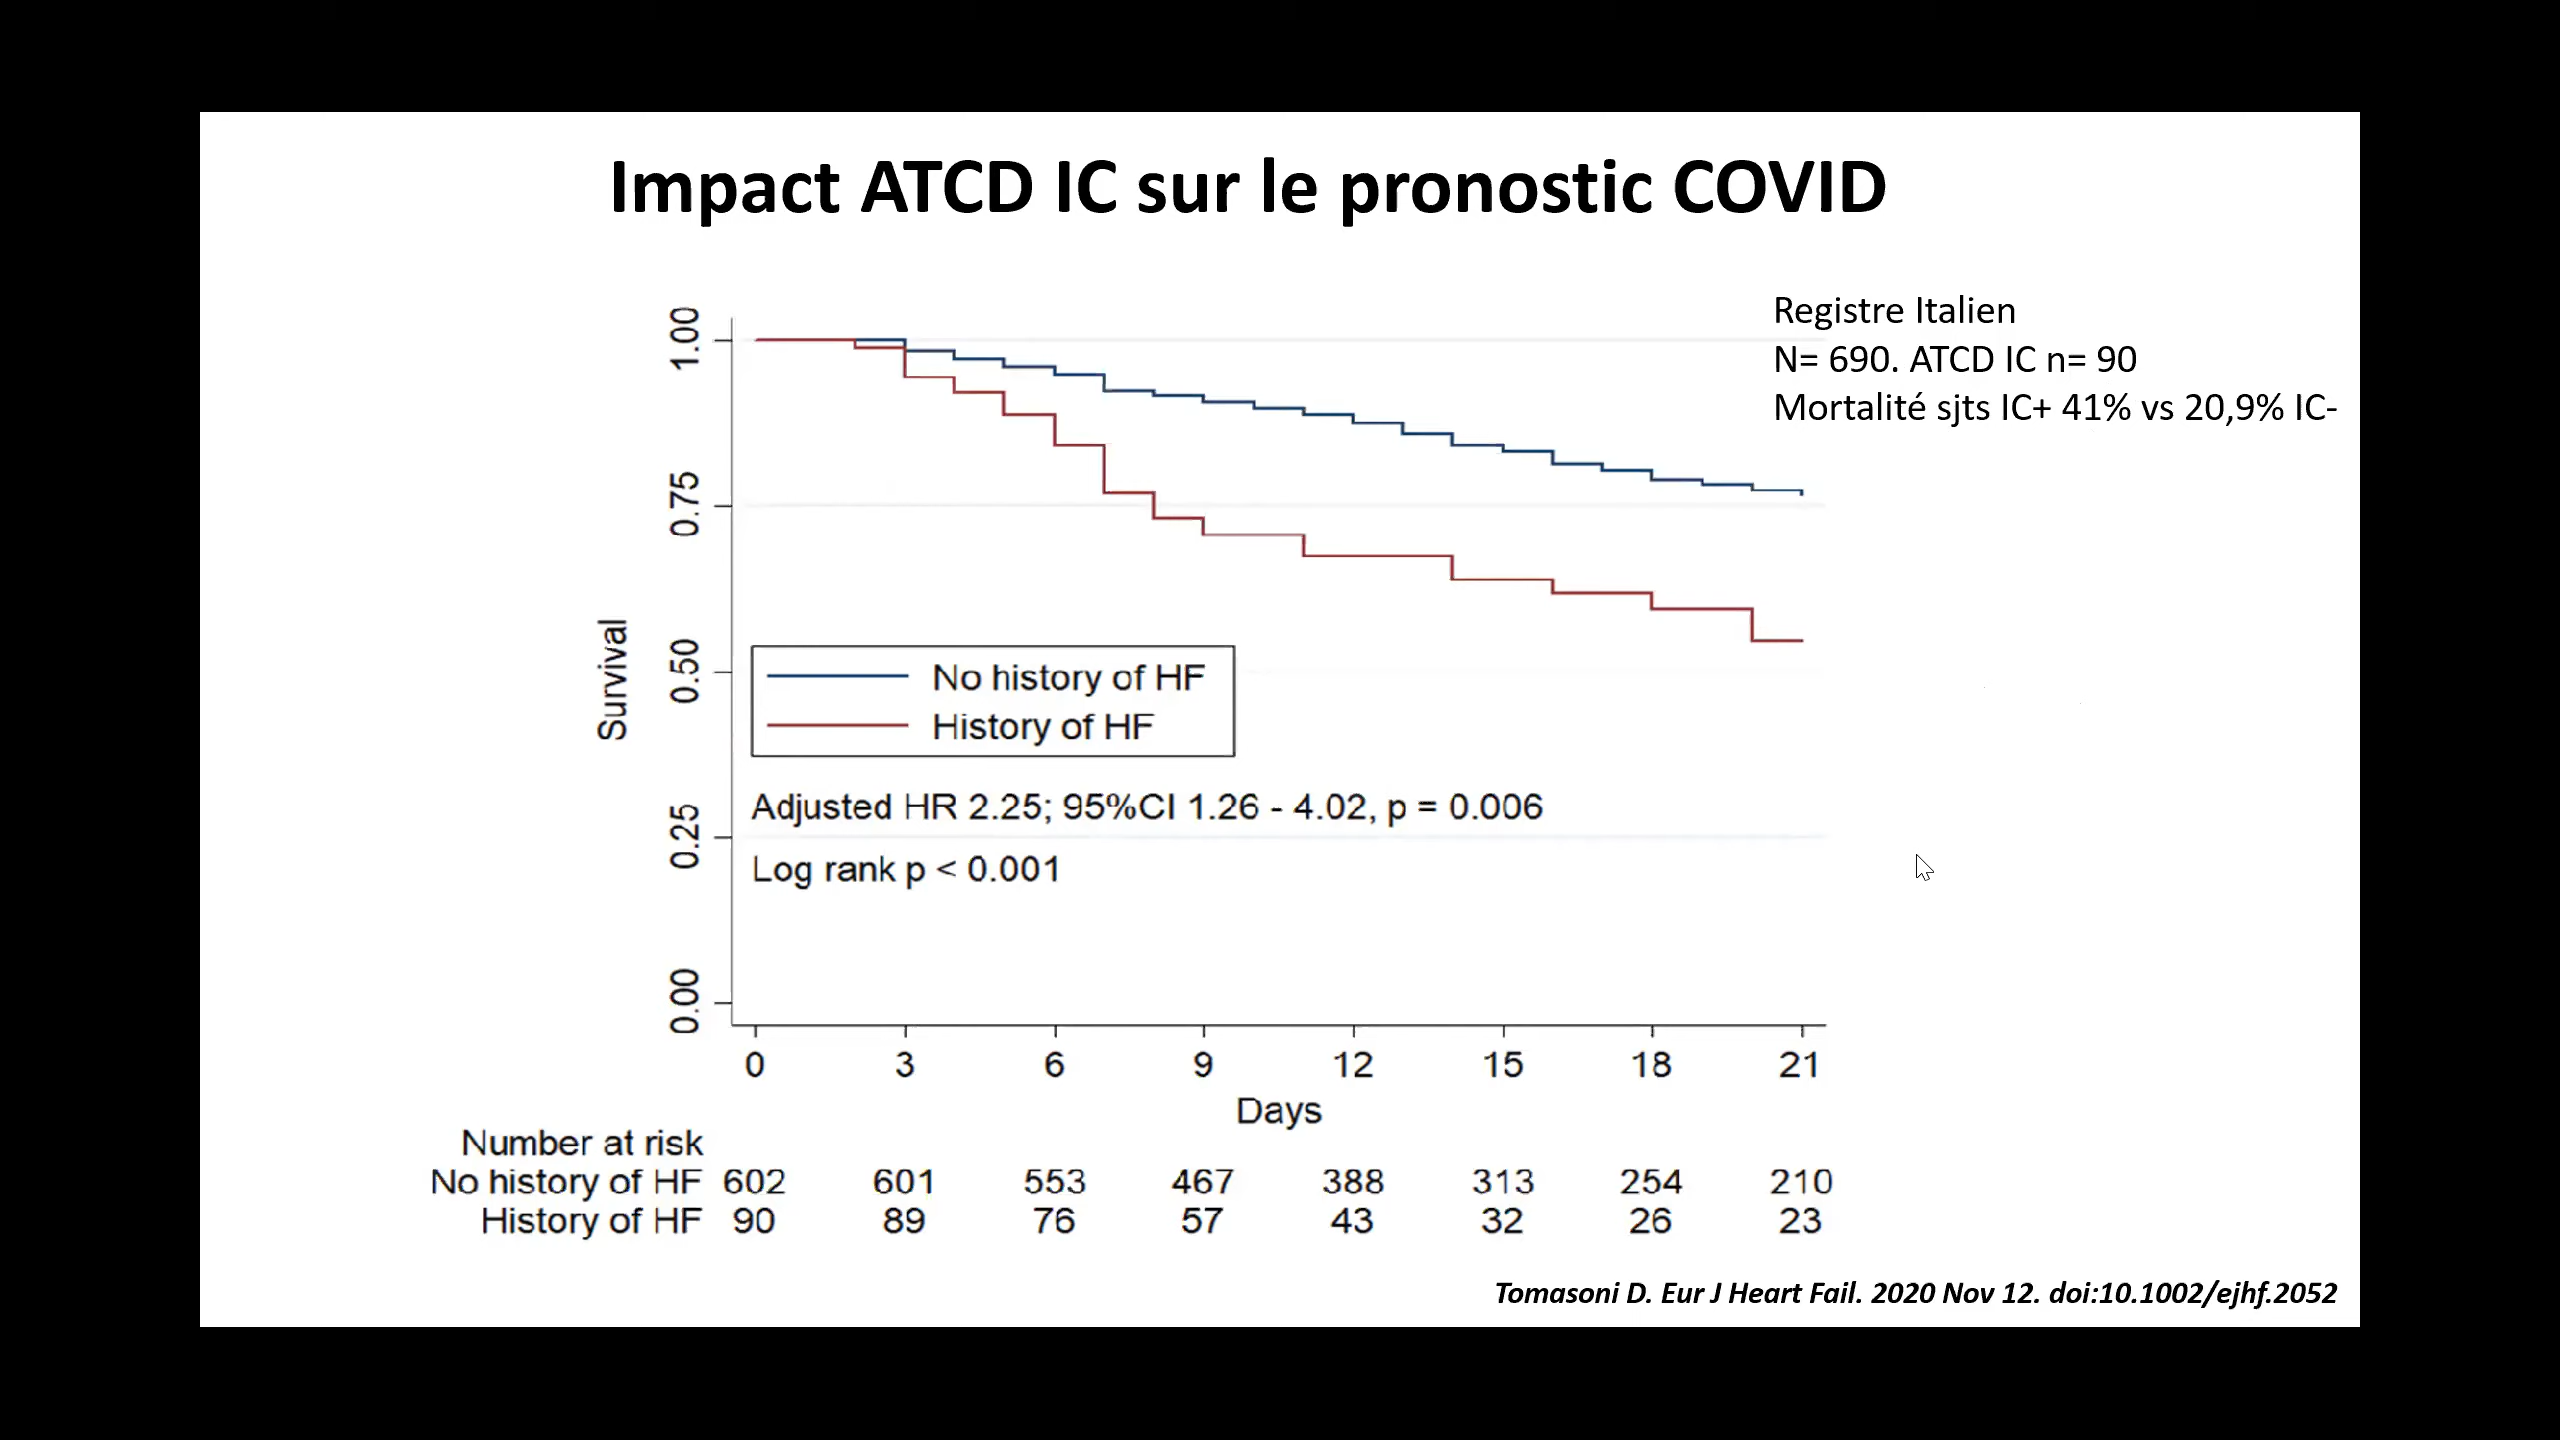 Impact ATCD IC sur le pronostic COVID
Registre Italien
N= 690. ATCD IC n= 90
Mortalité sjts IC+ 41% vs 20,9% IC-
Survival
1.00
0.75
0.50
0.25
0.00
No history of HF
History of HF
Adjusted HR 2.25; 95%CI 1.26 - 4.02, p = 0.006
Log rank p < 0.001
0 3 6 9 12 15 18 21
Days
Number at risk
No history of HF 602 601 553 467 388 313 254 210
History of HF 90 89 76 57 43 32 26 23
Tomasoni D. Eur J Heart Fail. 2020 Nov 12. doi:10.1002/ejhf.2052